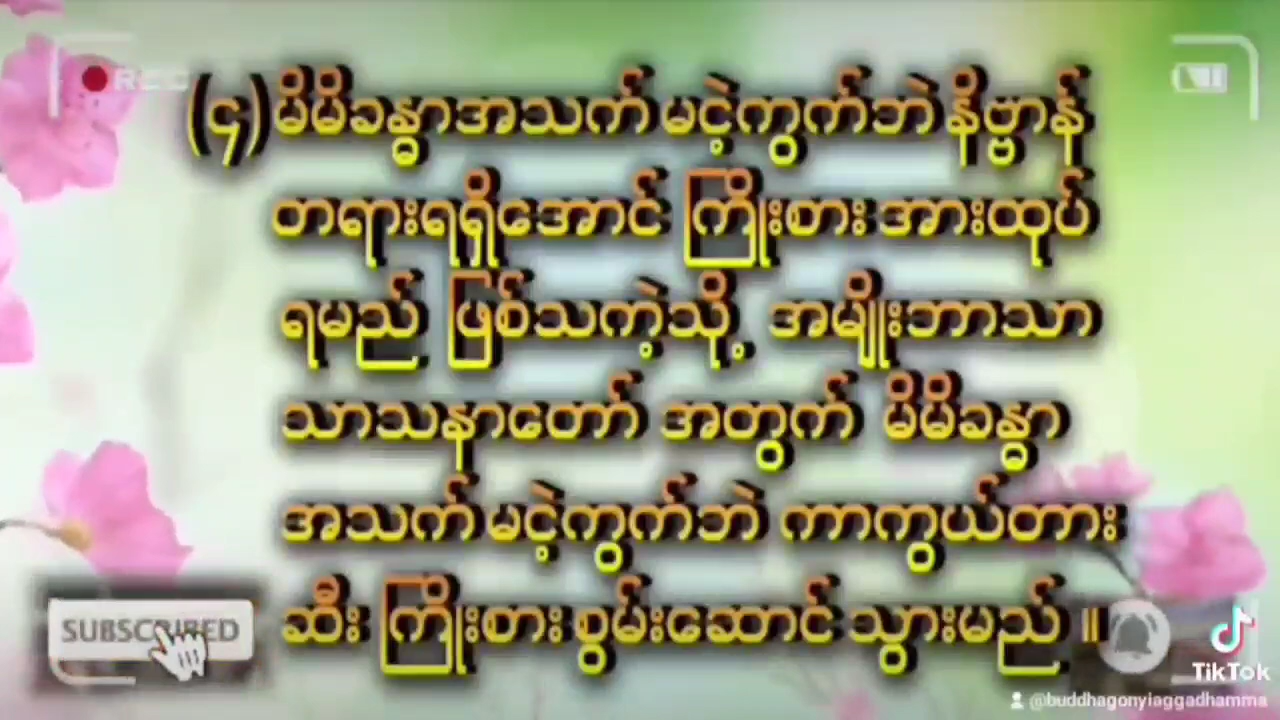 REC
(၄) မိမိခန္ဓာအသက် မငဲ့ကွက်ဘဲ နိဗ္ဗာန်
တရားရရှိအောင် ကြိုးစား အားထုပ်
ရမည် ဖြစ်သကဲ့သို့ အမျိုးဘာသာ
သာသနာတော် အတွက် မိမိခန္ဓာ
အသက် မငဲ့ကွက်ဘဲ ကာကွယ်တား
ဆီး ကြိုးစား စွမ်းဆောင် သွားမည် ။
SUBSCRIBED
TikTok
@buddhagonyiaggadhamma